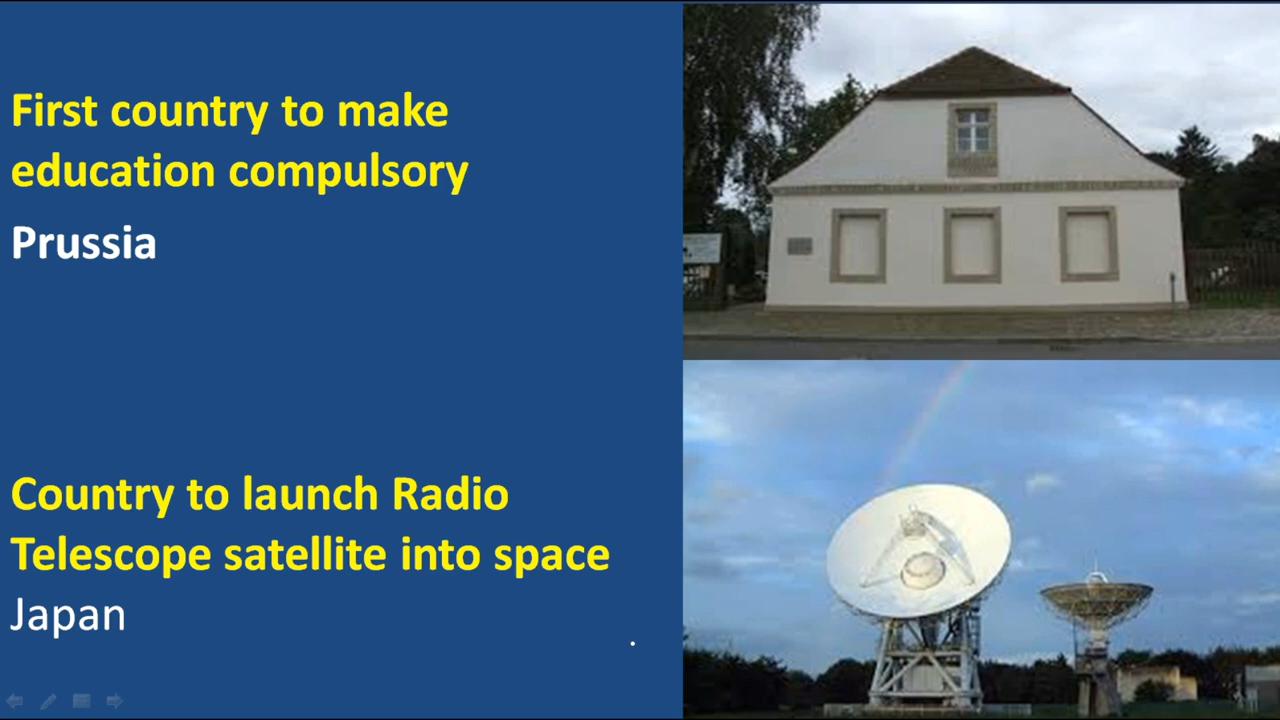 First country to make
education compulsory
Prussia
Country to launch Radio
Telescope satellite into space
Japan
.